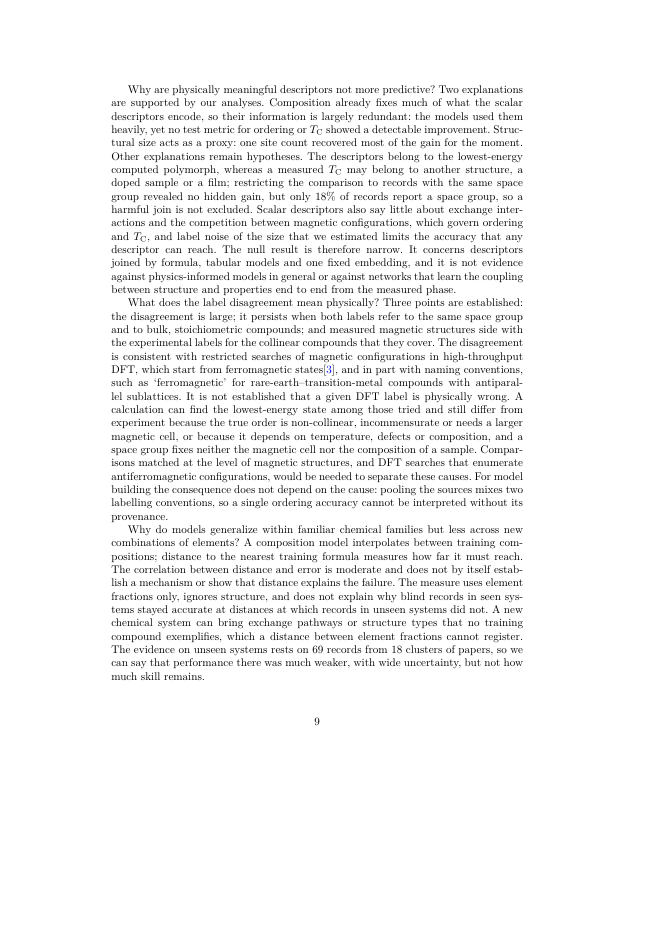 Why are physically meaningful descriptors not more predictive? Two explanations
are supported by our analyses. Composition already fixes much of what the scalar
descriptors encode, so their information is largely redundant: the models used them
heavily, yet no test metric for ordering or TC showed a detectable improvement. Struc-
tural size acts as a proxy: one site count recovered most of the gain for the moment.
Other explanations remain hypotheses. The descriptors belong to the lowest-energy
computed polymorph, whereas a measured TC may belong to another structure, a
doped sample or a film; restricting the comparison to records with the same space
group revealed no hidden gain, but only 18% of records report a space group, so a
harmful join is not excluded. Scalar descriptors also say little about exchange inter-
actions and the competition between magnetic configurations, which govern ordering
and TC, and label noise of the size that we estimated limits the accuracy that any
descriptor can reach. The null result is therefore narrow. It concerns descriptors
joined by formula, tabular models and one fixed embedding, and it is not evidence
against physics-informed models in general or against networks that learn the coupling
between structure and properties end to end from the measured phase.
What does the label disagreement mean physically? Three points are established:
the disagreement is large; it persists when both labels refer to the same space group
and to bulk, stoichiometric compounds; and measured magnetic structures side with
the experimental labels for the collinear compounds that they cover. The disagreement
is consistent with restricted searches of magnetic configurations in high-throughput
DFT, which start from ferromagnetic states[3], and in part with naming conventions,
such as ‘ferromagnetic’ for rare-earth–transition-metal compounds with antiparal-
lel sublattices. It is not established that a given DFT label is physically wrong. A
calculation can find the lowest-energy state among those tried and still differ from
experiment because the true order is non-collinear, incommensurate or needs a larger
magnetic cell, or because it depends on temperature, defects or composition, and a
space group fixes neither the magnetic cell nor the composition of a sample. Compar-
isons matched at the level of magnetic structures, and DFT searches that enumerate
antiferromagnetic configurations, would be needed to separate these causes. For model
building the consequence does not depend on the cause: pooling the sources mixes two
labelling conventions, so a single ordering accuracy cannot be interpreted without its
provenance.
Why do models generalize within familiar chemical families but less across new
combinations of elements? A composition model interpolates between training com-
positions; distance to the nearest training formula measures how far it must reach.
The correlation between distance and error is moderate and does not by itself estab-
lish a mechanism or show that distance explains the failure. The measure uses element
fractions only, ignores structure, and does not explain why blind records in seen sys-
tems stayed accurate at distances at which records in unseen systems did not. A new
chemical system can bring exchange pathways or structure types that no training
compound exemplifies, which a distance between element fractions cannot register.
The evidence on unseen systems rests on 69 records from 18 clusters of papers, so we
can say that performance there was much weaker, with wide uncertainty, but not how
much skill remains.
9